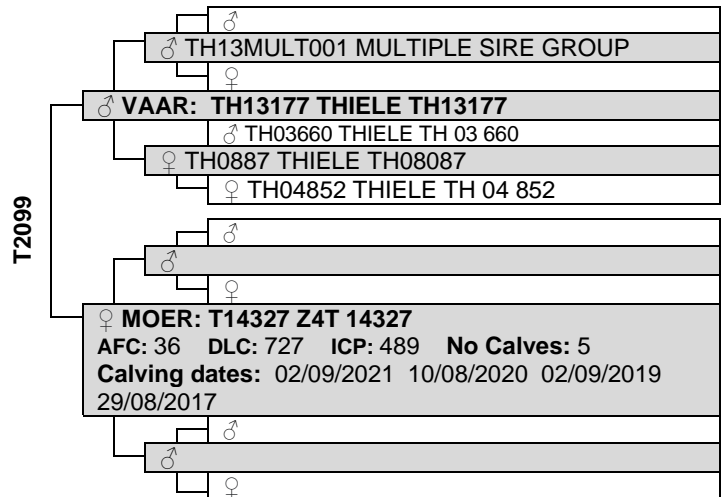 ♂
♂ TH13MULT001 MULTIPLE SIRE GROUP
♀
♂ VAAR: TH13177 THIELE TH13177
♂ TH03660 THIELE TH 03 660
♀ TH0887 THIELE TH08087
♀ TH04852 THIELE TH 04 852
T2099
♂
♂
♀
♀ MOER: T14327 Z4T 14327
AFC: 36 DLC: 727 ICP: 489 No Calves: 5
Calving dates: 02/09/2021 10/08/2020 02/09/2019
29/08/2017
♂
♂
♀